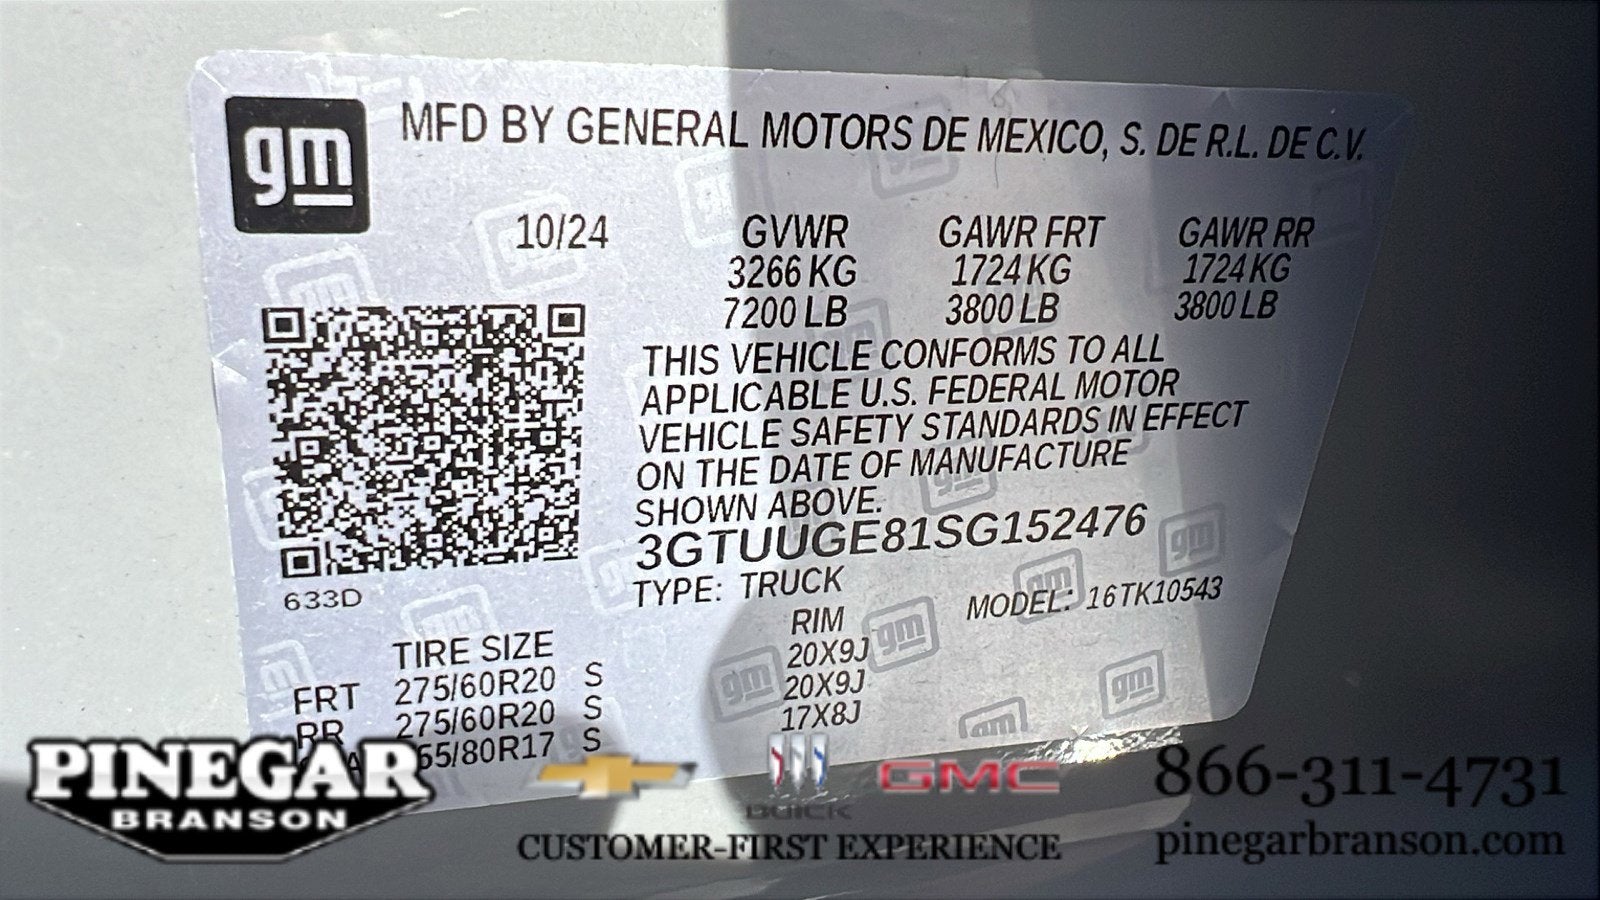 gm
MFD BY GENERAL MOTORS DE MEXICO, S. DE R.L. DE C.V.
10/24 GVWR GAWR FRT GAWR RR
3266 KG 1724 KG 1724 KG
7200 LB 3800 LB 3800 LB
THIS VEHICLE CONFORMS TO ALL
APPLICABLE U.S. FEDERAL MOTOR
VEHICLE SAFETY STANDARDS IN EFFECT
ON THE DATE OF MANUFACTURE
SHOWN ABOVE.
3GTUUGE81SG152476
TYPE: TRUCK MODEL: 16TK10543
633D
TIRE SIZE RIM
FRT 275/60R20 S 20X9J
RR 275/60R20 S 20X9J
65/80R17 S 17X8J
PINEGAR
BRANSON
BUICK
GMC
CUSTOMER-FIRST EXPERIENCE
866-311-4731
pinegarbranson.com